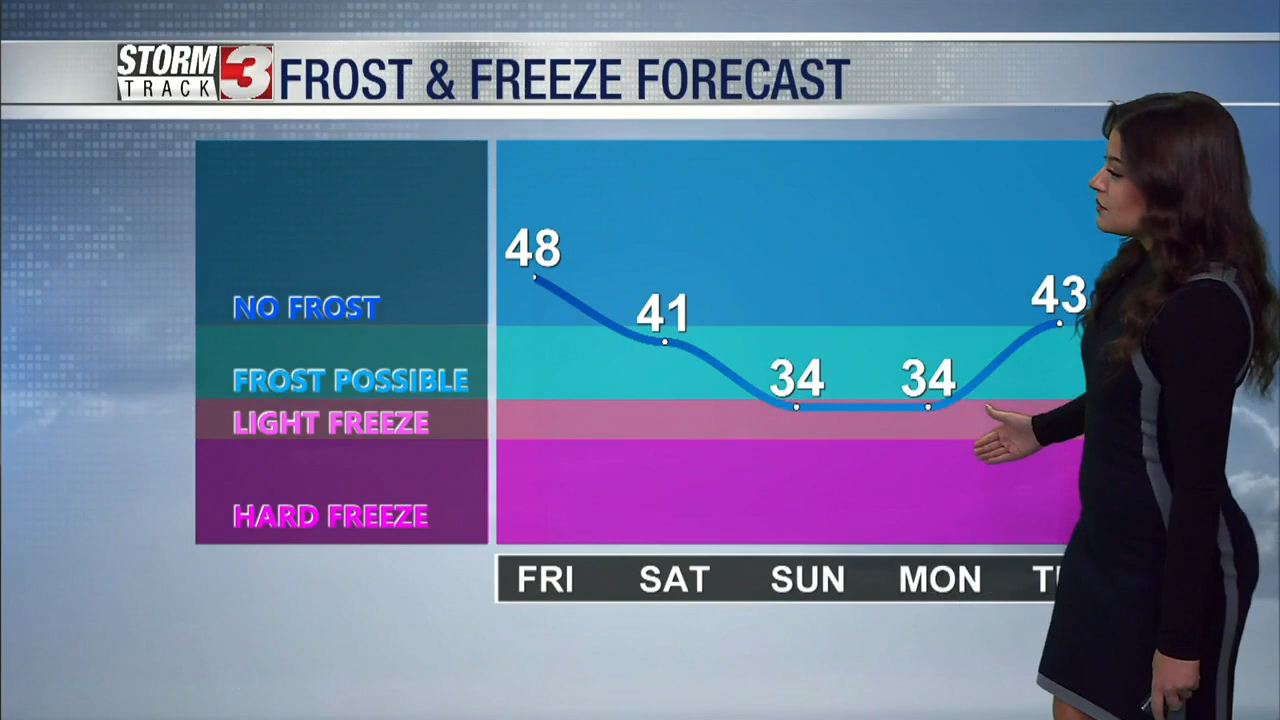 STORM
TRACK
3
FROST & FREEZE FORECAST
48
41
34
34
43
NO FROST
FROST POSSIBLE
LIGHT FREEZE
HARD FREEZE
FRI SAT SUN MON